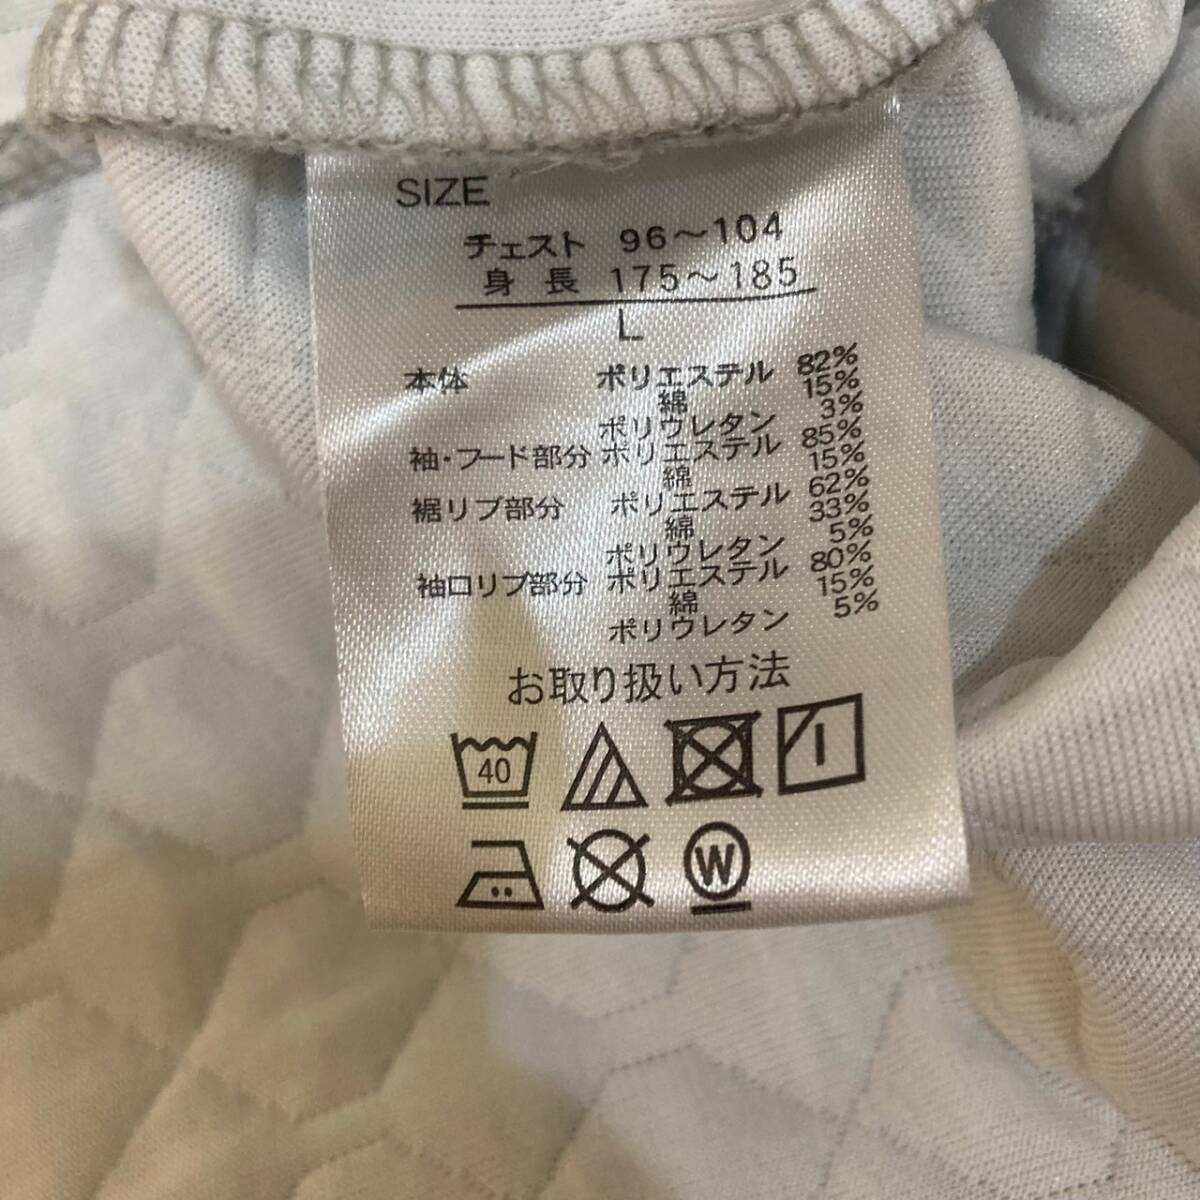 SIZE
チェスト 96～104
身長 175～185
L
本体 ポリエステル 82%
綿 15%
ポリウレタン 3%
袖・フード部分 ポリエステル 85%
綿 15%
裾リブ部分 ポリエステル 62%
綿 33%
ポリウレタン 5%
袖口リブ部分 ポリエステル 80%
綿 15%
ポリウレタン 5%
お取り扱い方法
40
W